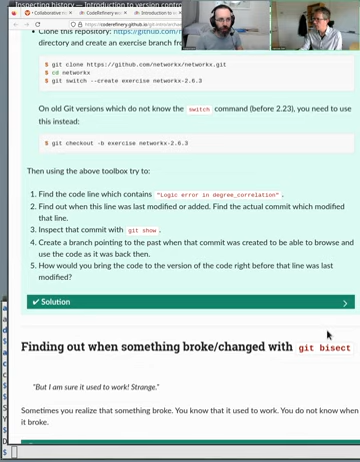 Inspecting history — Introduction to version contro
Collaborative
CodeRefinery
Introduction to
https://coderefinery.github.io/git-intro/archae
Clone this repository: https://github.com/
directory and create an exercise branch fr
$ git clone https://github.com/networkx/networkx.git
$ cd networkx
$ git switch --create exercise networkx-2.6.3
On old Git versions which do not know the switch command (before 2.23), you need to use
this instead:
$ git checkout -b exercise networkx-2.6.3
Then using the above toolbox try to:
1. Find the code line which contains "Logic error in degree_correlation" .
2. Find out when this line was last modified or added. Find the actual commit which modified
that line.
3. Inspect that commit with git show .
4. Create a branch pointing to the past when that commit was created to be able to browse and
use the code as it was back then.
5. How would you bring the code to the version of the code right before that line was last
modified?
✔ Solution
Finding out when something broke/changed with git bisect
"But I am sure it used to work! Strange."
Sometimes you realize that something broke. You know that it used to work. You do not know when
it broke.
$